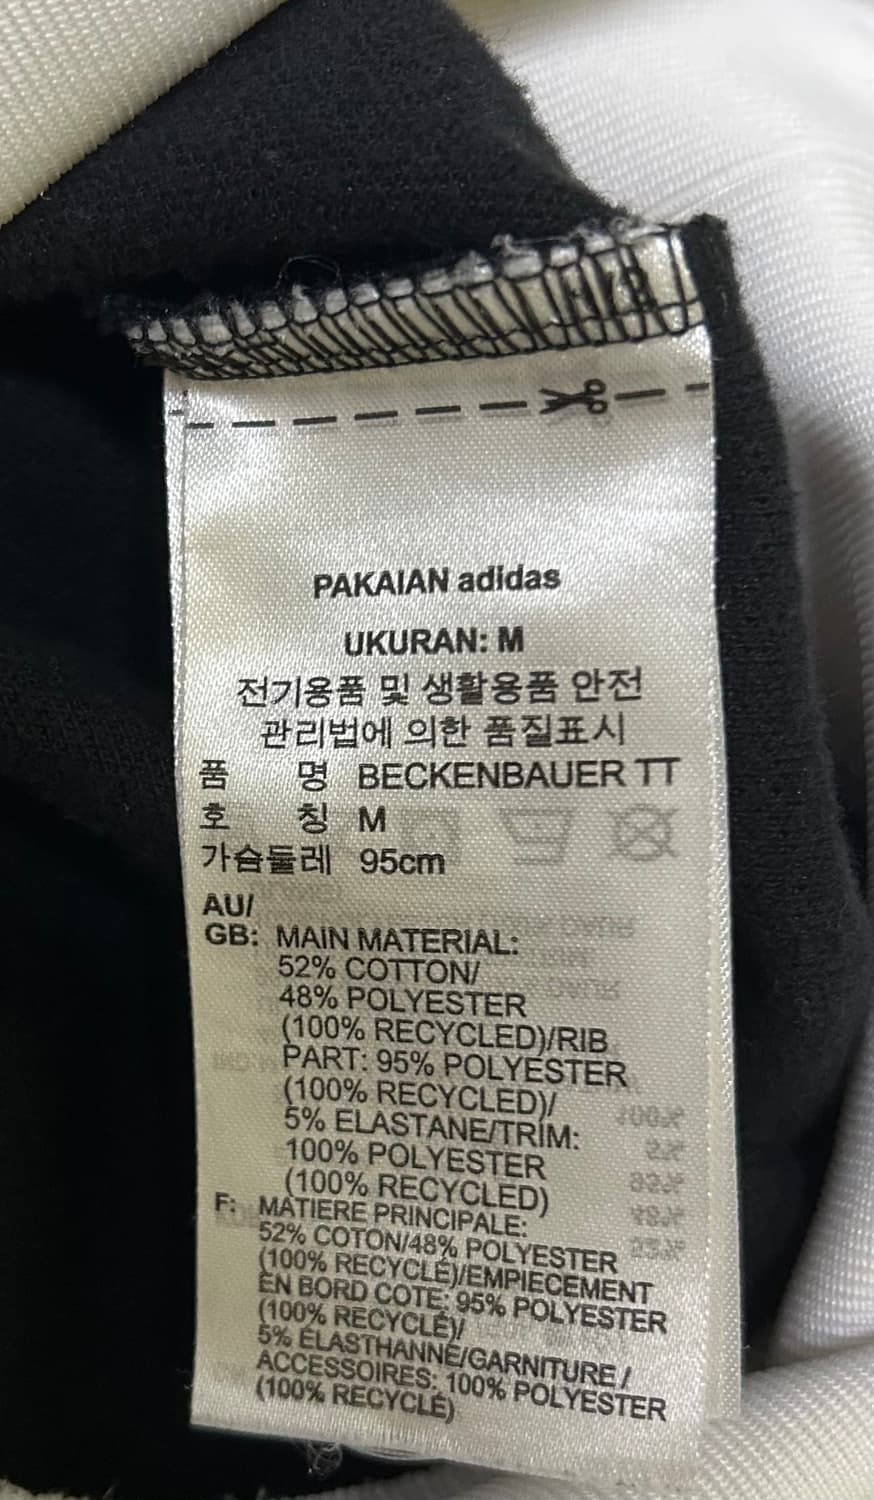 PAKAIAN adidas
UKURAN: M
전기용품 및 생활용품 안전
관리법에 의한 품질표시
품 명 BECKENBAUER TT
호 칭 M
가슴둘레 95cm
AU/
GB: MAIN MATERIAL:
52% COTTON/
48% POLYESTER
(100% RECYCLED)/RIB
PART: 95% POLYESTER
(100% RECYCLED)/
5% ELASTANE/TRIM:
100% POLYESTER
(100% RECYCLED)
F: MATIERE PRINCIPALE:
52% COTON/48% POLYESTER
(100% RECYCLÉ)/EMPIECEMENT
EN BORD COTE: 95% POLYESTER
(100% RECYCLÉ)/
5% ÉLASTHANNE/GARNITURE/
ACCESSOIRES: 100% POLYESTER
(100% RECYCLÉ)